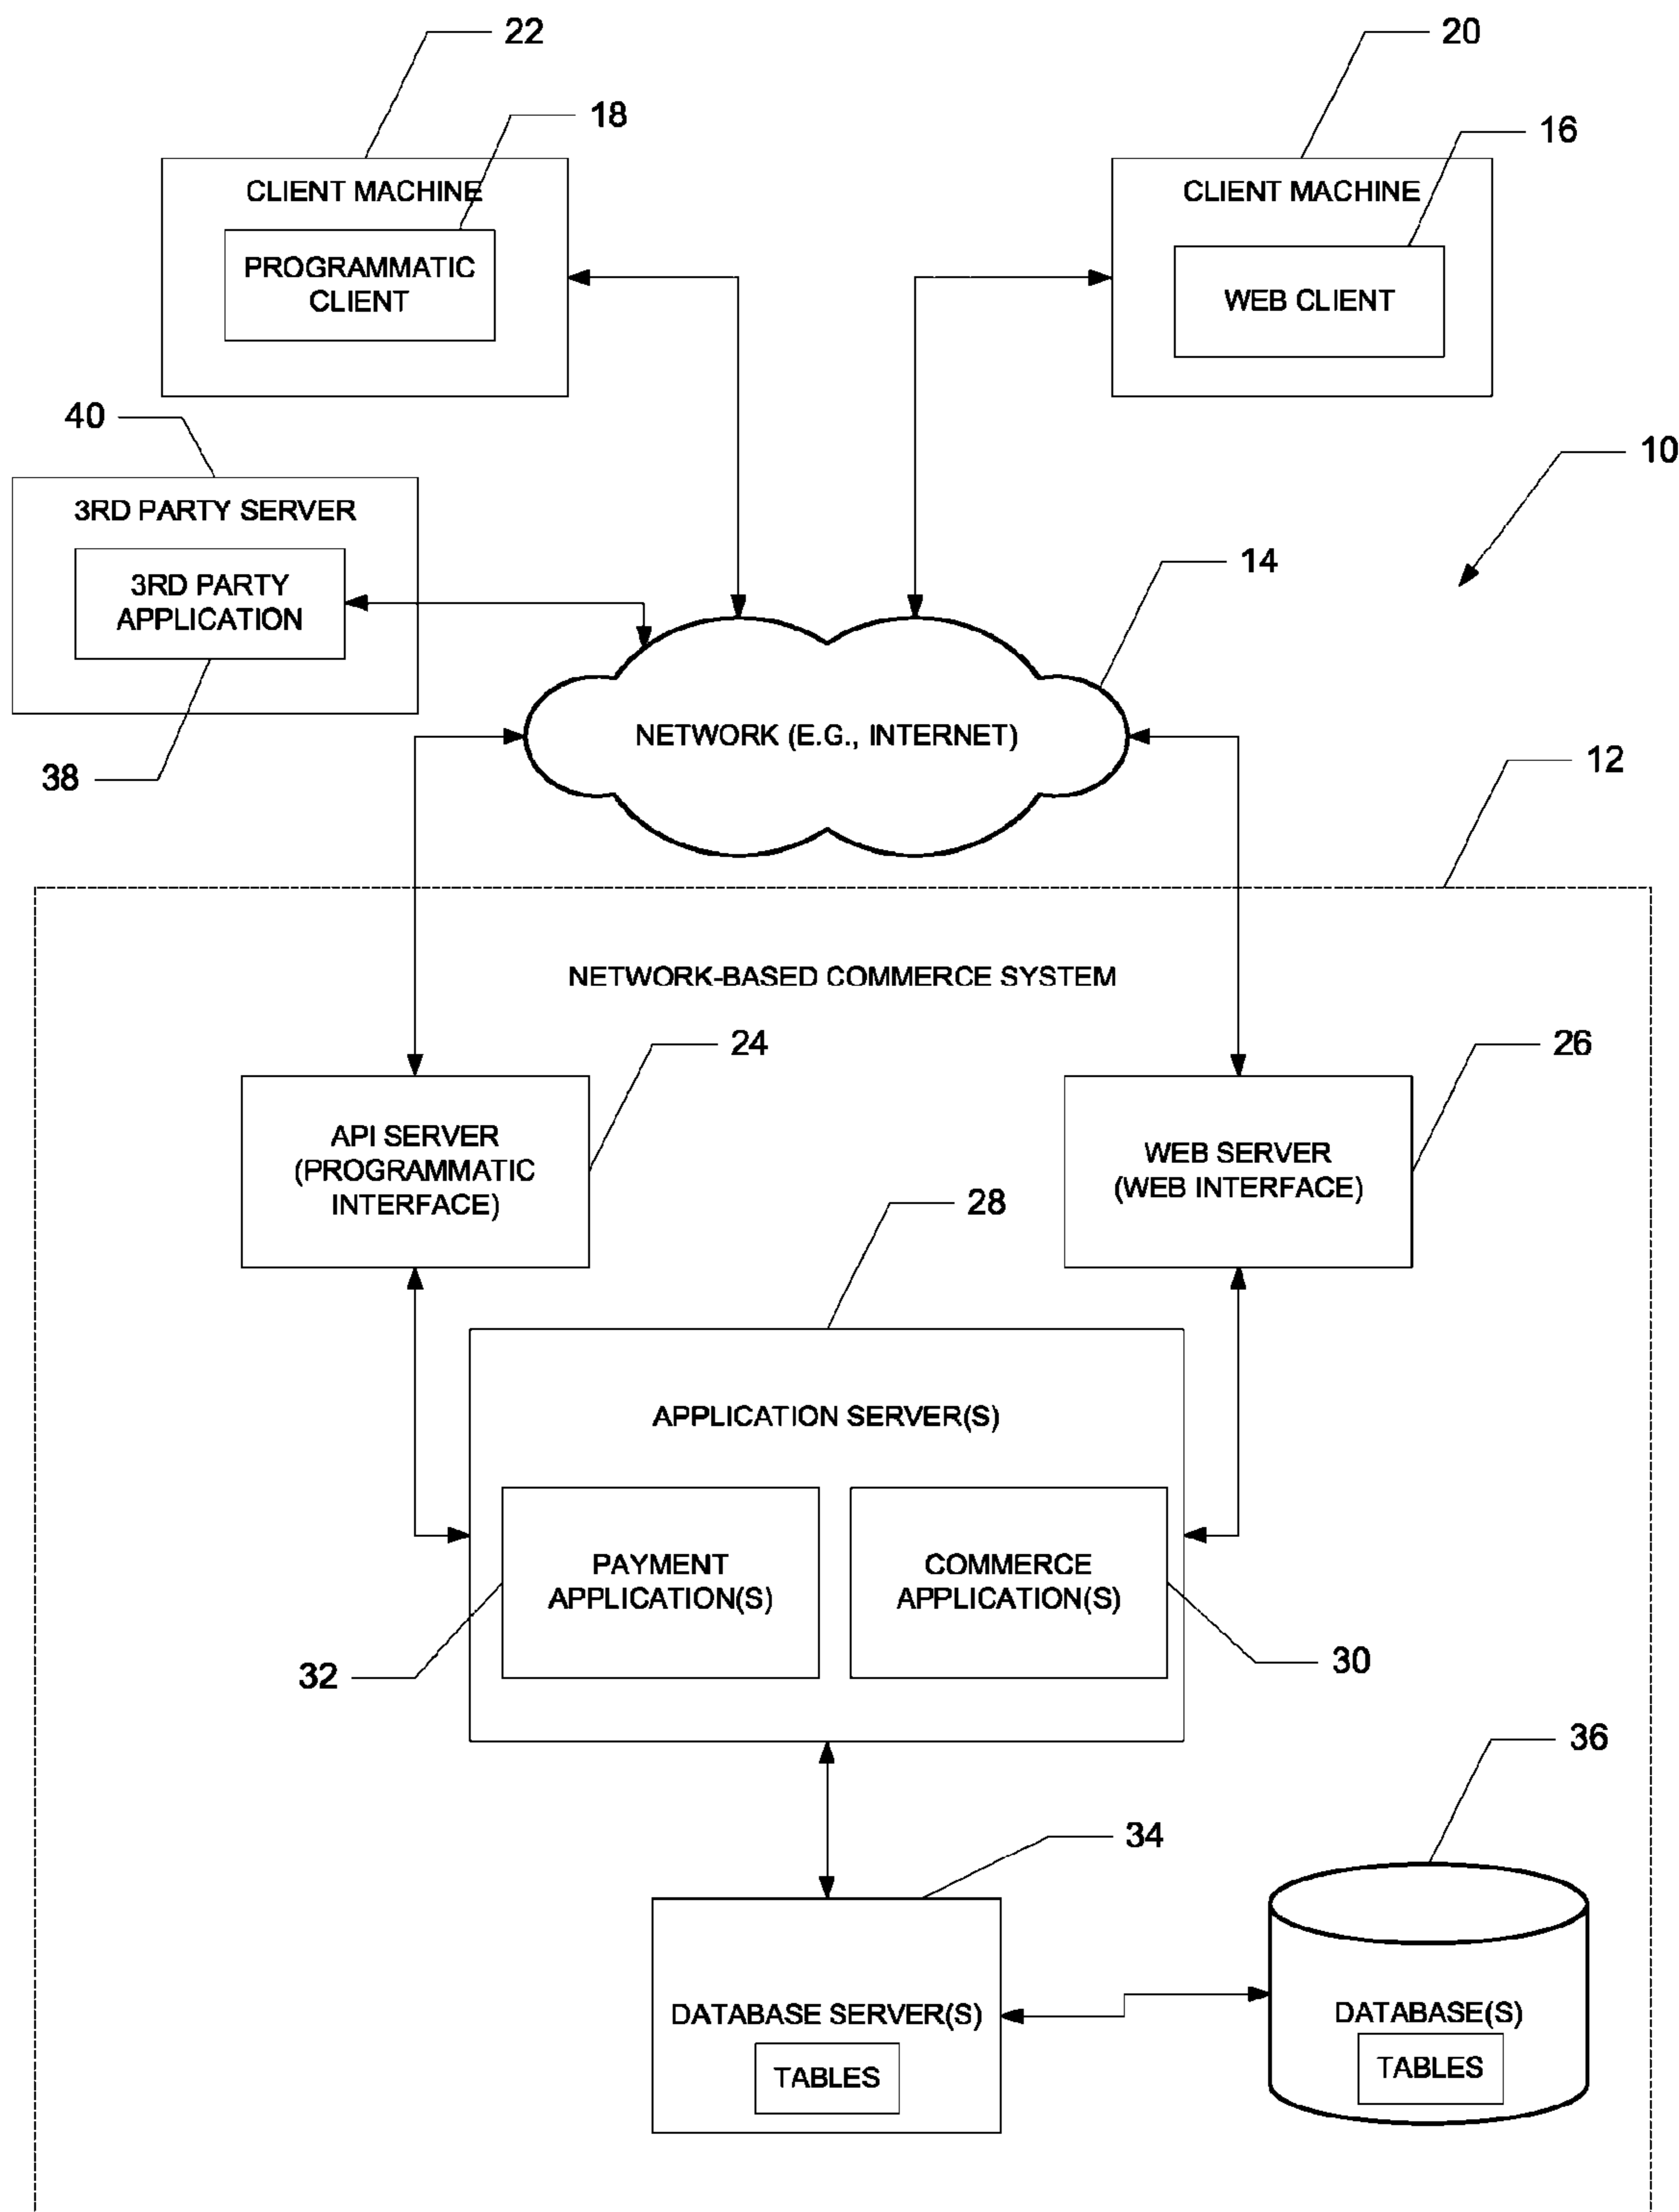 22
20
18
16
CLIENT MACHINE
CLIENT MACHINE
PROGRAMMATIC
CLIENT
WEB CLIENT
40
10
3RD PARTY SERVER
14
3RD PARTY
APPLICATION
NETWORK (E.G., INTERNET)
38
12
NETWORK-BASED COMMERCE SYSTEM
24
26
API SERVER
(PROGRAMMATIC
INTERFACE)
WEB SERVER
(WEB INTERFACE)
28
APPLICATION SERVER(S)
PAYMENT
APPLICATION(S)
COMMERCE
APPLICATION(S)
32
30
36
34
DATABASE SERVER(S)
TABLES
DATABASE(S)
TABLES